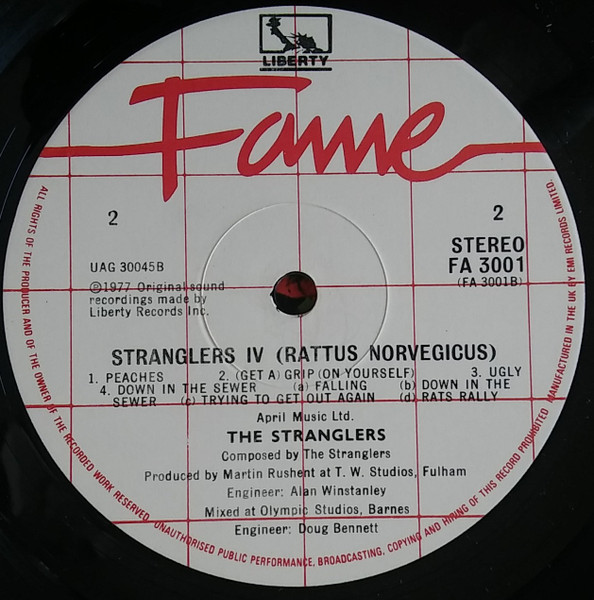 LIBERTY
Fame
2
2
STEREO
FA 3001
(FA 3001B)
UAG 30045B
℗1977 Original sound
recordings made by
Liberty Records Inc.
STRANGLERS IV (RATTUS NORVEGICUS)
1. PEACHES 2. (GET A) GRIP (ON YOURSELF) 3. UGLY
4. DOWN IN THE SEWER (a) FALLING (b) DOWN IN THE
SEWER (c) TRYING TO GET OUT AGAIN (d) RATS RALLY
April Music Ltd.
THE STRANGLERS
Composed by The Stranglers
Produced by Martin Rushent at T. W. Studios, Fulham
Engineer: Alan Winstanley
Mixed at Olympic Studios, Barnes
Engineer: Doug Bennett
ALL RIGHTS OF THE PRODUCER AND OF THE OWNER OF THE RECORDED WORK RESERVED. UNAUTHORISED PUBLIC PERFORMANCE, BROADCASTING, COPYING AND HIRING OF THIS RECORD PROHIBITED. MANUFACTURED IN THE UK BY EMI RECORDS LIMITED.